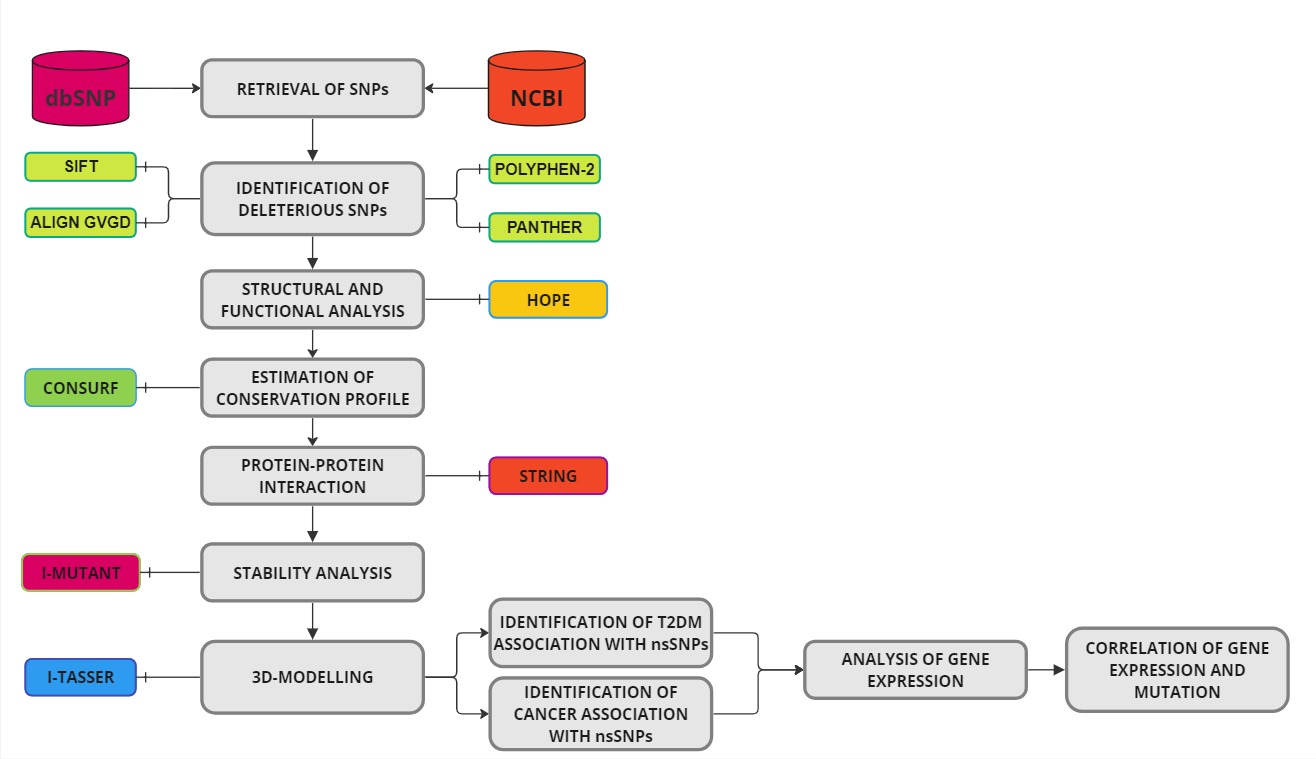 dbSNP
RETRIEVAL OF SNPs
NCBI
SIFT
ALIGN GVGD
IDENTIFICATION OF
DELETERIOUS SNPs
POLYPHEN-2
PANTHER
STRUCTURAL AND
FUNCTIONAL ANALYSIS
HOPE
CONSURF
ESTIMATION OF
CONSERVATION PROFILE
PROTEIN-PROTEIN
INTERACTION
STRING
I-MUTANT
STABILITY ANALYSIS
I-TASSER
3D-MODELLING
IDENTIFICATION OF T2DM
ASSOCIATION WITH nsSNPs
IDENTIFICATION OF
CANCER ASSOCIATION
WITH nsSNPs
ANALYSIS OF GENE
EXPRESSION
CORRELATION OF GENE
EXPRESSION AND
MUTATION